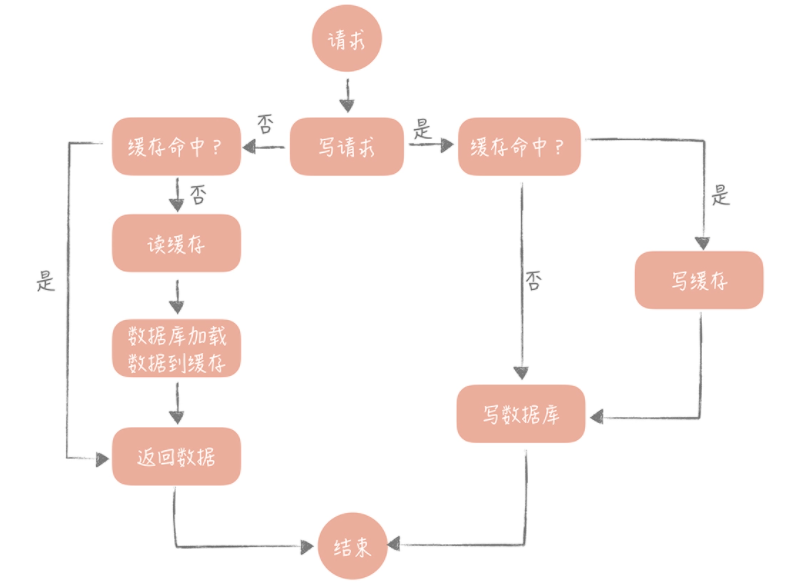 请求
否
是
缓存命中？
写请求
缓存命中？
否
是
读缓存
是
否
写缓存
数据库加载
数据到缓存
写数据库
返回数据
结束